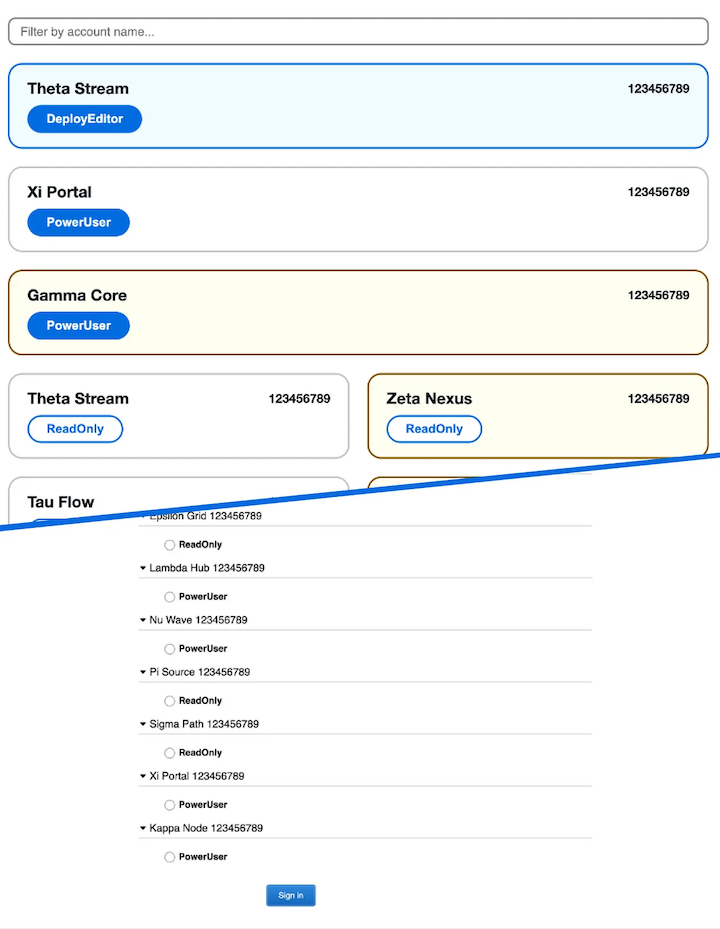 Filter by account name...
Theta Stream 123456789
DeployEditor
Xi Portal 123456789
PowerUser
Gamma Core 123456789
PowerUser
Theta Stream 123456789
ReadOnly
Zeta Nexus 123456789
ReadOnly
Tau Flow
Epsilon Grid 123456789
ReadOnly
Lambda Hub 123456789
PowerUser
Nu Wave 123456789
PowerUser
Pi Source 123456789
ReadOnly
Sigma Path 123456789
ReadOnly
Xi Portal 123456789
PowerUser
Kappa Node 123456789
PowerUser
Sign in